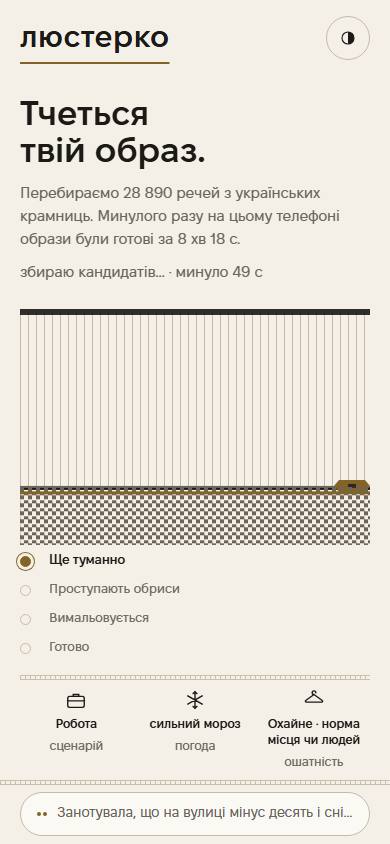 люстерко
Тчеться
твій образ.
Перебираємо 28 890 речей з українських
крамниць. Минулого разу на цьому телефоні
образи були готові за 8 хв 18 с.
збираю кандидатів... · минуло 49 с
Ще туманно
Проступають обриси
Вимальовується
Готово
Робота
сценарій
сильний мороз
погода
Охайне · норма
місця чи людей
ошатність
Занотувала, що на вулиці мінус десять і сні...